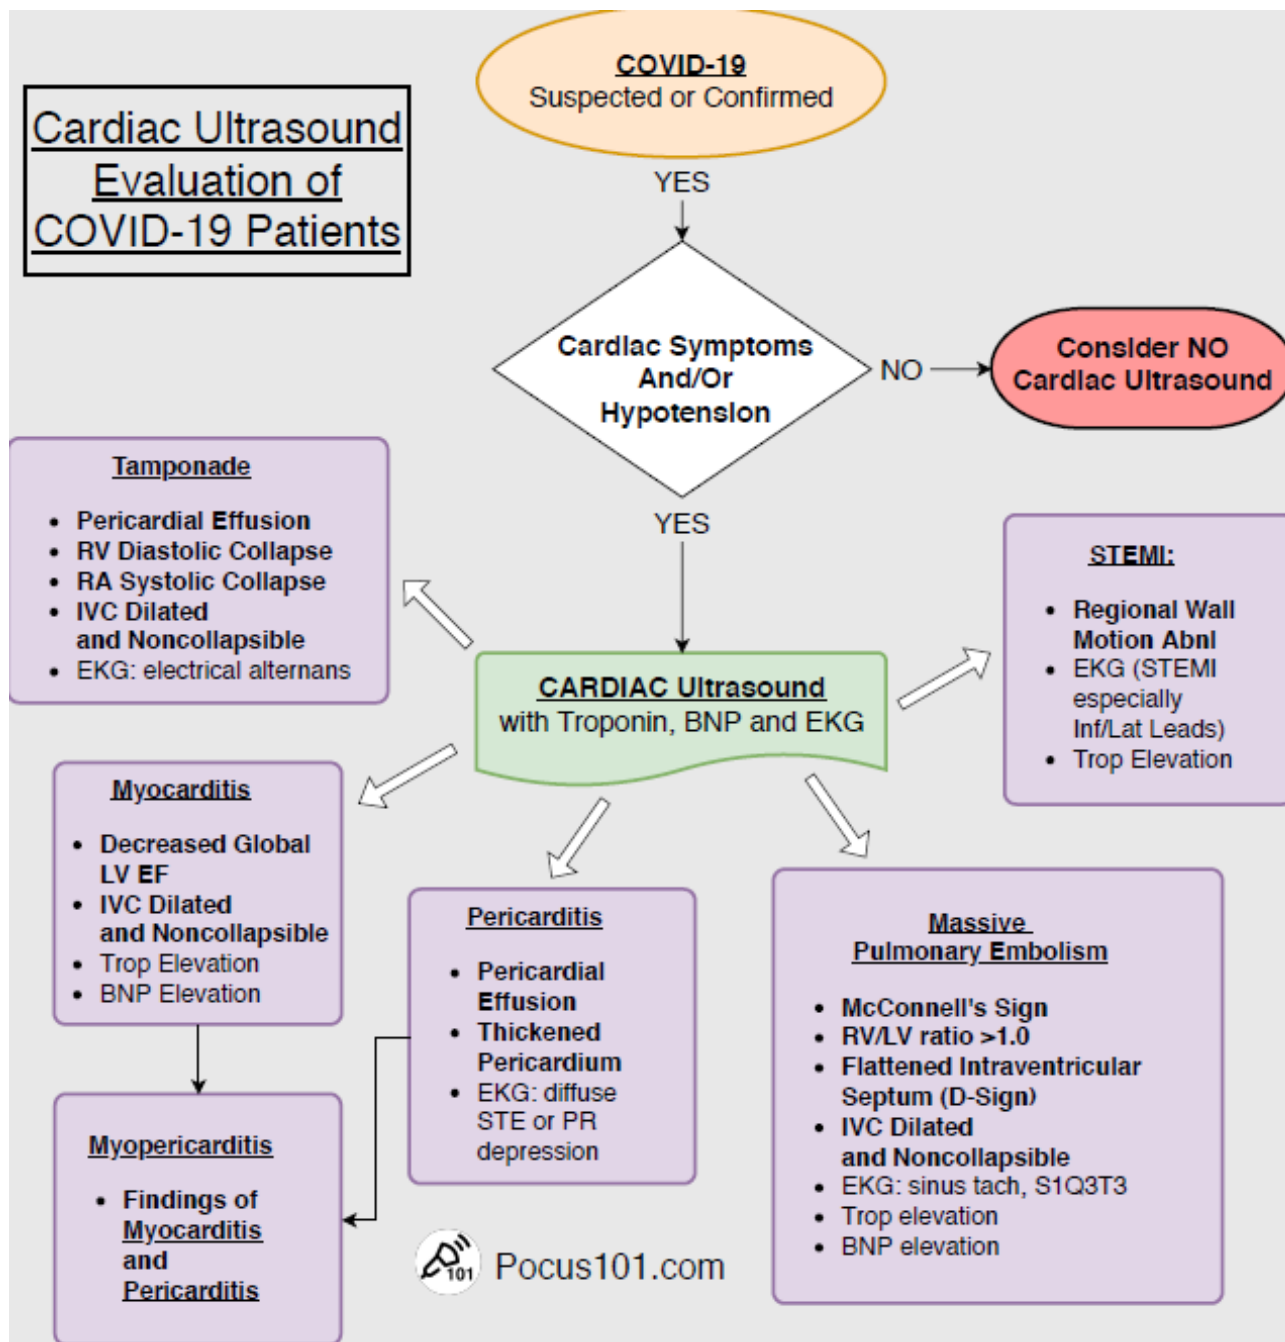 COVID-19
Suspected or Confirmed
Cardiac Ultrasound
Evaluation of
COVID-19 Patients
YES
Cardiac Symptoms
And/Or
Hypotension
NO
Consider NO
Cardiac Ultrasound
YES
Tamponade
• Pericardial Effusion
• RV Diastolic Collapse
• RA Systolic Collapse
• IVC Dilated
and Noncollapsible
• EKG: electrical alternans
STEMI:
• Regional Wall
Motion Abnl
• EKG (STEMI
especially
Inf/Lat Leads)
• Trop Elevation
CARDIAC Ultrasound
with Troponin, BNP and EKG
Myocarditis
• Decreased Global
LV EF
• IVC Dilated
and Noncollapsible
• Trop Elevation
• BNP Elevation
Pericarditis
• Pericardial
Effusion
• Thickened
Pericardium
• EKG: diffuse
STE or PR
depression
Massive
Pulmonary Embolism
• McConnell's Sign
• RV/LV ratio >1.0
• Flattened Intraventricular
Septum (D-Sign)
• IVC Dilated
and Noncollapsible
• EKG: sinus tach, S1Q3T3
• Trop elevation
• BNP elevation
Myopericarditis
• Findings of
Myocarditis
and
Pericarditis
101
Pocus101.com